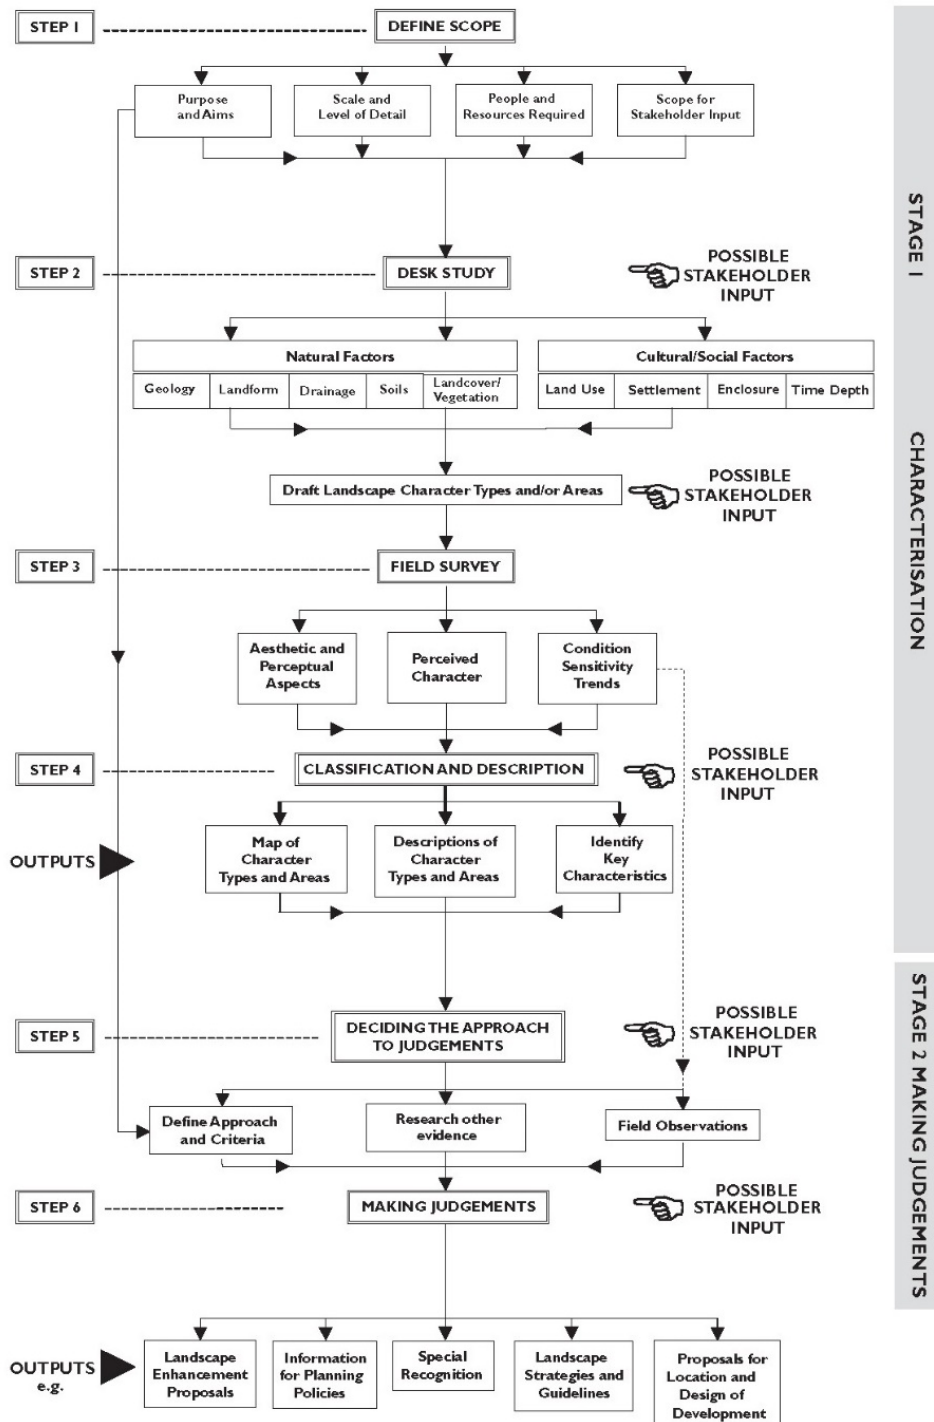 STEP 1
DEFINE SCOPE
Purpose
and Aims
Scale and
Level of Detail
People and
Resources Required
Scope for
Stakeholder Input
STEP 2
DESK STUDY
POSSIBLE
STAKEHOLDER
INPUT
Natural Factors
Geology
Landform
Drainage
Soils
Landcover/
Vegetation
Cultural/Social Factors
Land Use
Settlement
Enclosure
Time Depth
Draft Landscape Character Types and/or Areas
POSSIBLE
STAKEHOLDER
INPUT
STEP 3
FIELD SURVEY
Aesthetic and
Perceptual
Aspects
Perceived
Character
Condition
Sensitivity
Trends
STEP 4
CLASSIFICATION AND DESCRIPTION
POSSIBLE
STAKEHOLDER
INPUT
OUTPUTS
Map of
Character
Types and Areas
Descriptions of
Character
Types and Areas
Identify
Key
Characteristics
STEP 5
DECIDING THE APPROACH
TO JUDGEMENTS
POSSIBLE
STAKEHOLDER
INPUT
Define Approach
and Criteria
Research other
evidence
Field Observations
STEP 6
MAKING JUDGEMENTS
POSSIBLE
STAKEHOLDER
INPUT
OUTPUTS
e.g.
Landscape
Enhancement
Proposals
Information
for Planning
Policies
Special
Recognition
Landscape
Strategies and
Guidelines
Proposals for
Location and
Design of
Development
STAGE 1
CHARACTERISATION
STAGE 2 MAKING JUDGEMENTS